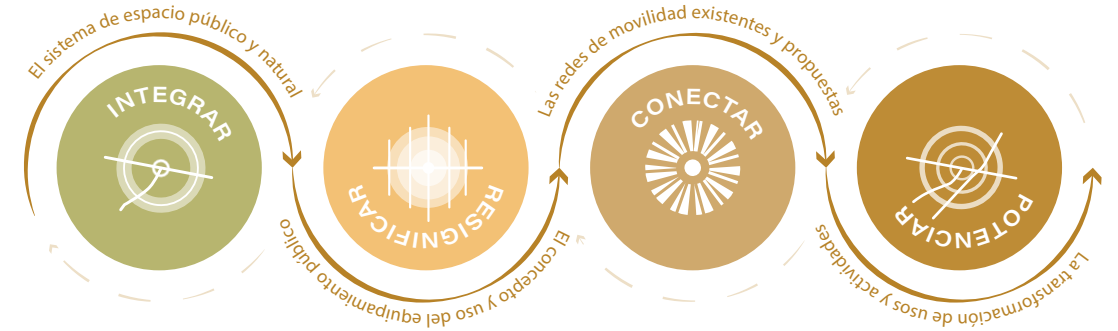 El sistema de espacio público y natural
INTEGRAR
El concepto y uso del equipamiento público
RESIGNIFICAR
Las redes de movilidad existentes y propuestas
CONECTAR
La transformación de usos y actividades
POTENCIAR